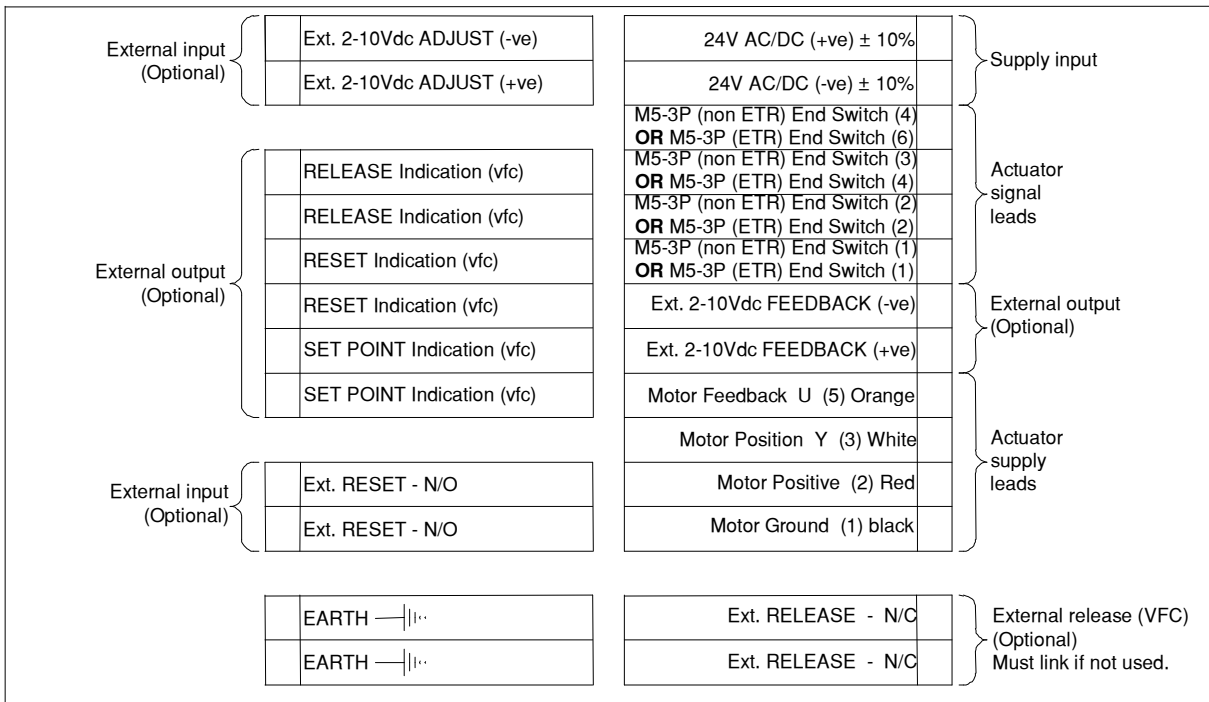 External input
(Optional)
Ext. 2-10Vdc ADJUST (-ve)
Ext. 2-10Vdc ADJUST (+ve)
External output
(Optional)
RELEASE Indication (vfc)
RELEASE Indication (vfc)
RESET Indication (vfc)
RESET Indication (vfc)
SET POINT Indication (vfc)
SET POINT Indication (vfc)
External input
(Optional)
Ext. RESET - N/O
Ext. RESET - N/O
EARTH
EARTH
24V AC/DC (+ve) ± 10%
24V AC/DC (-ve) ± 10%
Supply input
M5-3P (non ETR) End Switch (4)
OR M5-3P (ETR) End Switch (6)
M5-3P (non ETR) End Switch (3)
OR M5-3P (ETR) End Switch (4)
M5-3P (non ETR) End Switch (2)
OR M5-3P (ETR) End Switch (2)
M5-3P (non ETR) End Switch (1)
OR M5-3P (ETR) End Switch (1)
Actuator
signal
leads
Ext. 2-10Vdc FEEDBACK (-ve)
Ext. 2-10Vdc FEEDBACK (+ve)
External output
(Optional)
Motor Feedback U (5) Orange
Motor Position Y (3) White
Motor Positive (2) Red
Motor Ground (1) black
Actuator
supply
leads
Ext. RELEASE - N/C
Ext. RELEASE - N/C
External release (VFC)
(Optional)
Must link if not used.